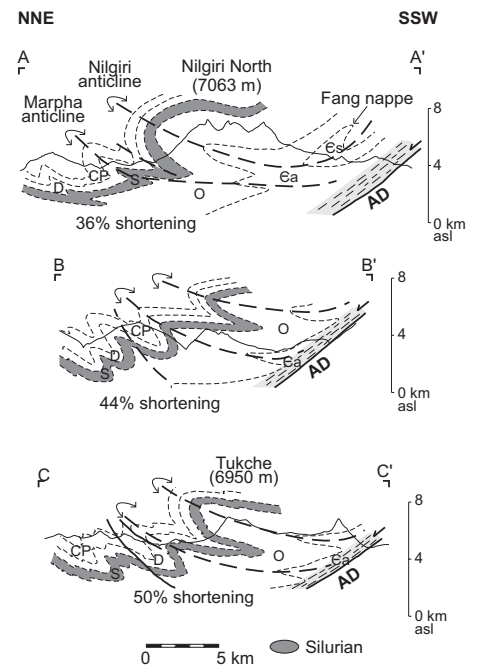 NNE SSW
A A'
Nilgiri North
(7063 m)
Nilgiri
anticline
Marpha
anticline
Fang nappe
8
4
0 km
asl
Єs
CP
D
S
O
Єa
AD
36% shortening
B B'
8
4
0 km
asl
CP
O
D
S
Єa
AD
44% shortening
C C'
Tukche
(6950 m)
8
4
0 km
asl
CP
D
O
Єa
S
AD
50% shortening
0 5 km
Silurian